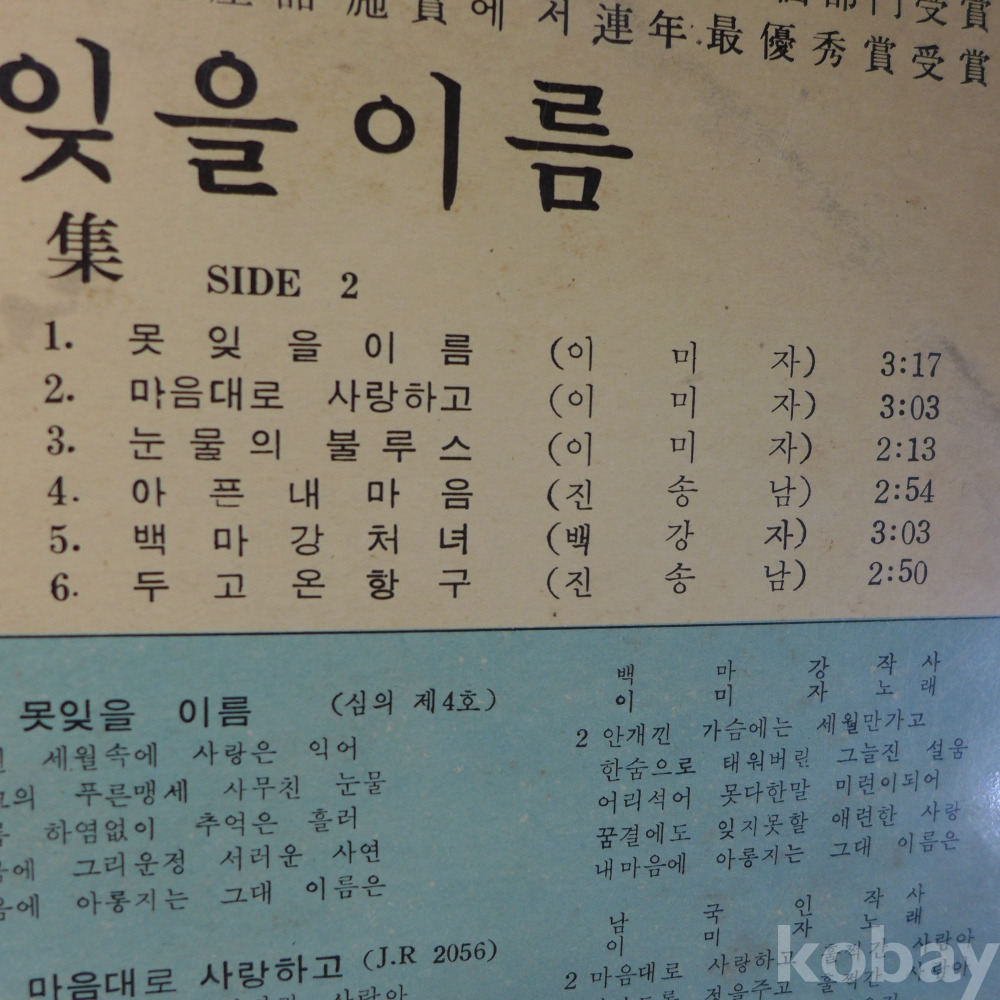 施賞에서 連年最優秀賞受賞
잊을 이름
集
SIDE 2
1. 못잊을이름 (이미자) 3:17
2. 마음대로 사랑하고 (이미자) 3:03
3. 눈물의 불루스 (이미자) 2:13
4. 아픈내마음 (진송남) 2:54
5. 백마강처녀 (백강자) 3:03
6. 두고온항구 (진송남) 2:50
못잊을 이름 (심의 제4호)
세월속에 사랑은 익어
푸른맹세 사무친 눈물
하염없이 추억은 흘러
그리운정 서러운 사연
아롱지는 그대 이름은
백마강 작사
이미자 노래
2 안개낀 가슴에는 세월만가고
한숨으로 태워버린 그늘진 설움
어리석어 못다한말 미련이되어
꿈결에도 잊지못할 애련한 사랑
내마음에 아롱지는 그대 이름은
마음대로 사랑하고 (J.R 2056)
남국인 작사
이미자 노래
2 마음대로 사랑하고
정을주고
kobay